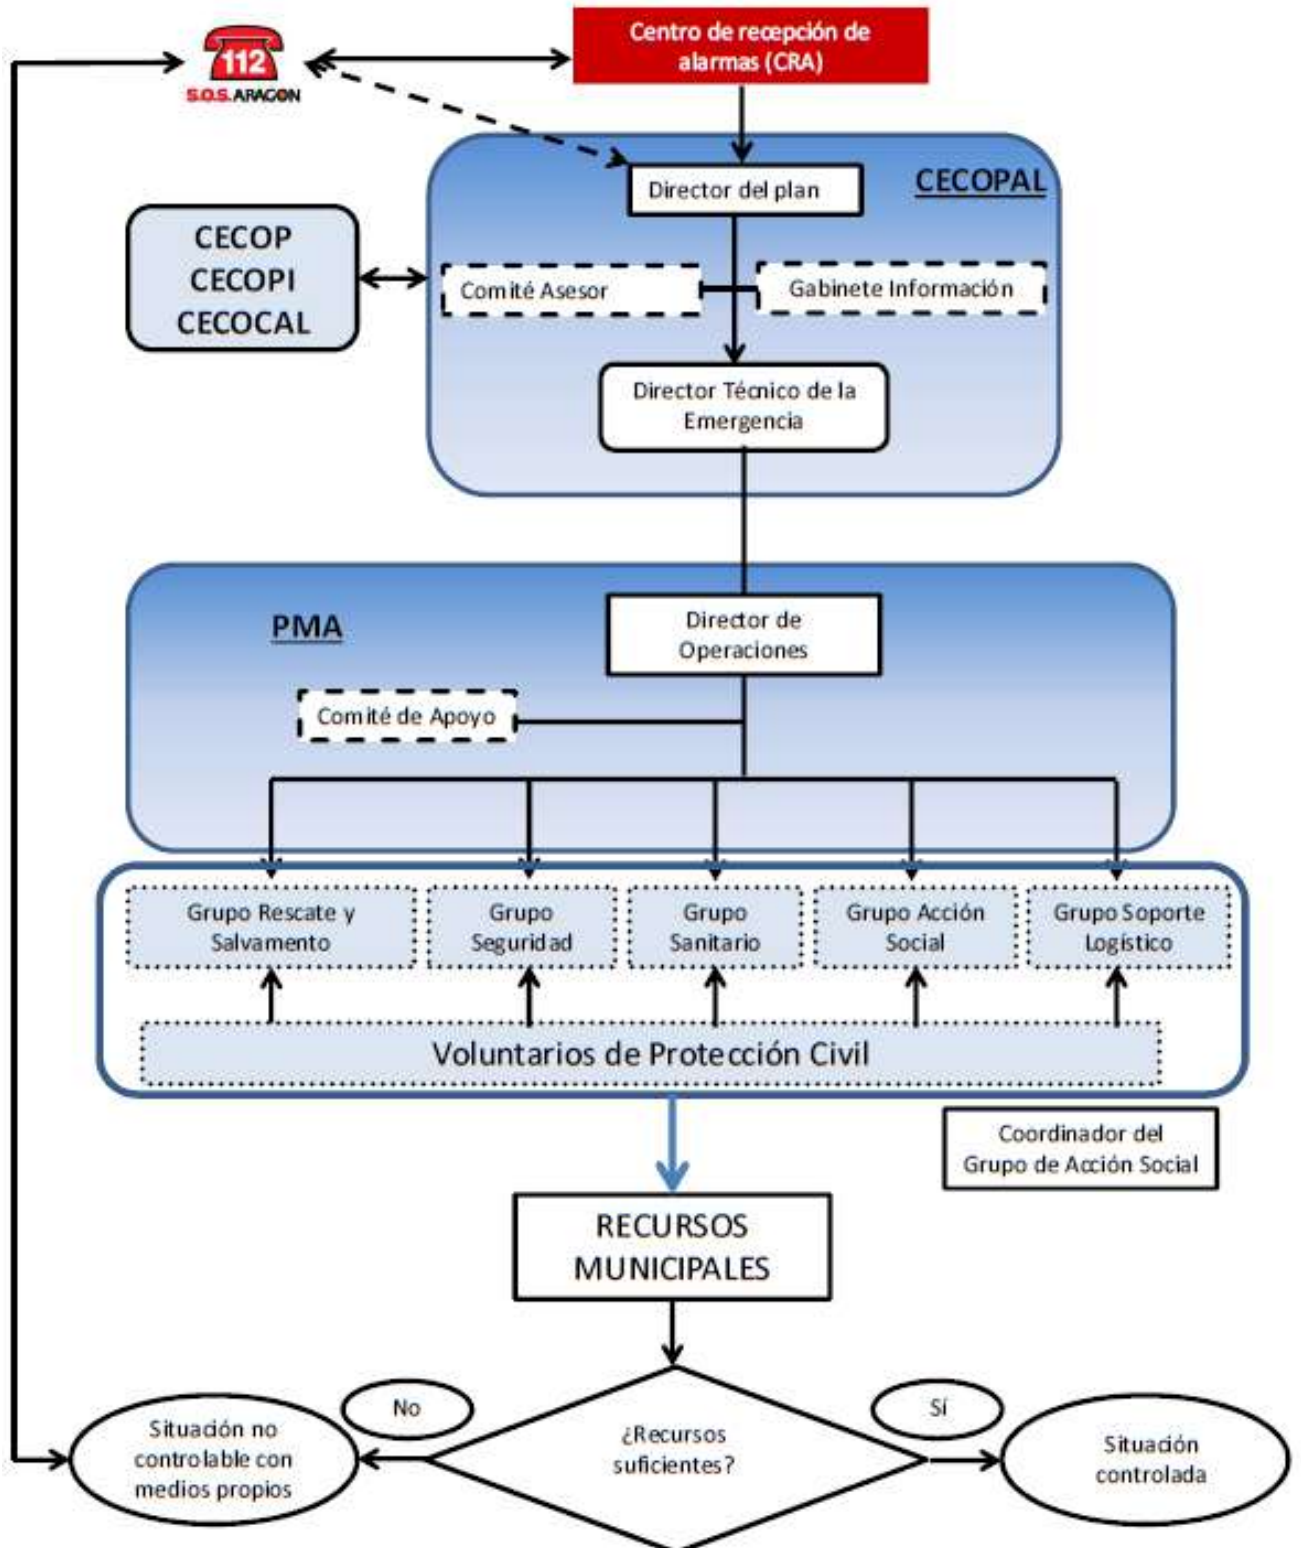 Centro de recepción de
alarmas (CRA)
112
S.O.S. ARAGON
CECOPAL
Director del plan
CECOP
CECOPI
CECOCAL
Comité Asesor
Gabinete Información
Director Técnico de la
Emergencia
PMA
Director de
Operaciones
Comité de Apoyo
Grupo Rescate y
Salvamento
Grupo
Seguridad
Grupo
Sanitario
Grupo Acción
Social
Grupo Soporte
Logístico
Voluntarios de Protección Civil
Coordinador del
Grupo de Acción Social
RECURSOS
MUNICIPALES
No
Sí
¿Recursos
suficientes?
Situación no
controlable con
medios propios
Situación
controlada